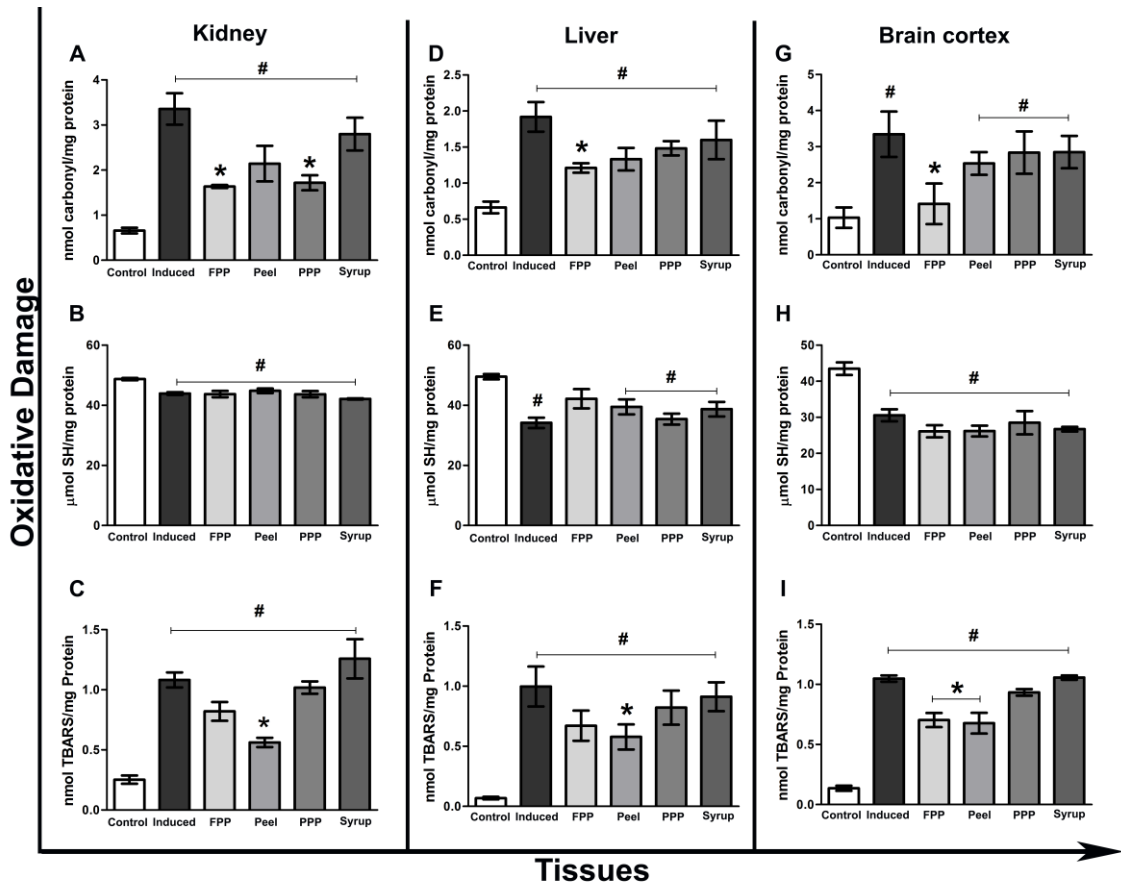 Oxidative Damage
Kidney
A
nmol carbonyl/mg protein
4
3
2
1
0
#
*
*
Control Induced FPP Peel PPP Syrup
B
μmol SH/mg protein
60
40
20
0
#
Control Induced FPP Peel PPP Syrup
C
nmol TBARS/mg Protein
1.5
1.0
0.5
0.0
#
*
Control Induced FPP Peel PPP Syrup
Liver
D
nmol carbonyl/mg protein
2.5
2.0
1.5
1.0
0.5
0.0
#
*
Control Induced FPP Peel PPP Syrup
E
μmol SH/mg protein
60
40
20
0
#
#
Control Induced FPP Peel PPP Syrup
F
nmol TBARS/mg Protein
1.5
1.0
0.5
0.0
#
*
Control Induced FPP Peel PPP Syrup
Brain cortex
G
nmol carbonyl/mg protein
5
4
3
2
1
0
#
*
#
Control Induced FPP Peel PPP Syrup
H
μmol SH/mg protein
50
40
30
20
10
0
#
Control Induced FPP Peel PPP Syrup
I
nmol TBARS/mg Protein
1.5
1.0
0.5
0.0
#
*
Control Induced FPP Peel PPP Syrup
Tissues